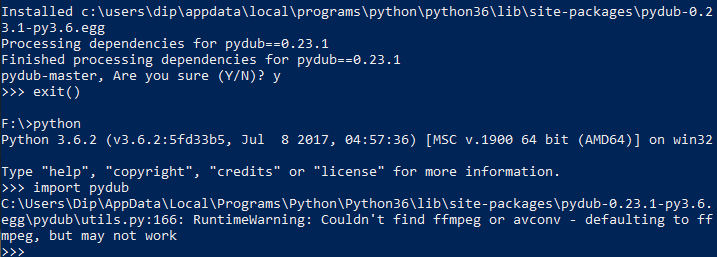 Installed c:\users\dip\appdata\local\programs\python\python36\lib\site-packages\pydub-0.2
3.1-py3.6.egg
Processing dependencies for pydub==0.23.1
Finished processing dependencies for pydub==0.23.1
pydub-master, Are you sure (Y/N)? y
>>> exit()
F:\>python
Python 3.6.2 (v3.6.2:5fd33b5, Jul  8 2017, 04:57:36) [MSC v.1900 64 bit (AMD64)] on win32
Type "help", "copyright", "credits" or "license" for more information.
>>> import pydub
C:\Users\Dip\AppData\Local\Programs\Python\Python36\lib\site-packages\pydub-0.23.1-py3.6.
egg\pydub\utils.py:166: RuntimeWarning: Couldn't find ffmpeg or avconv - defaulting to ff
mpeg, but may not work
>>>